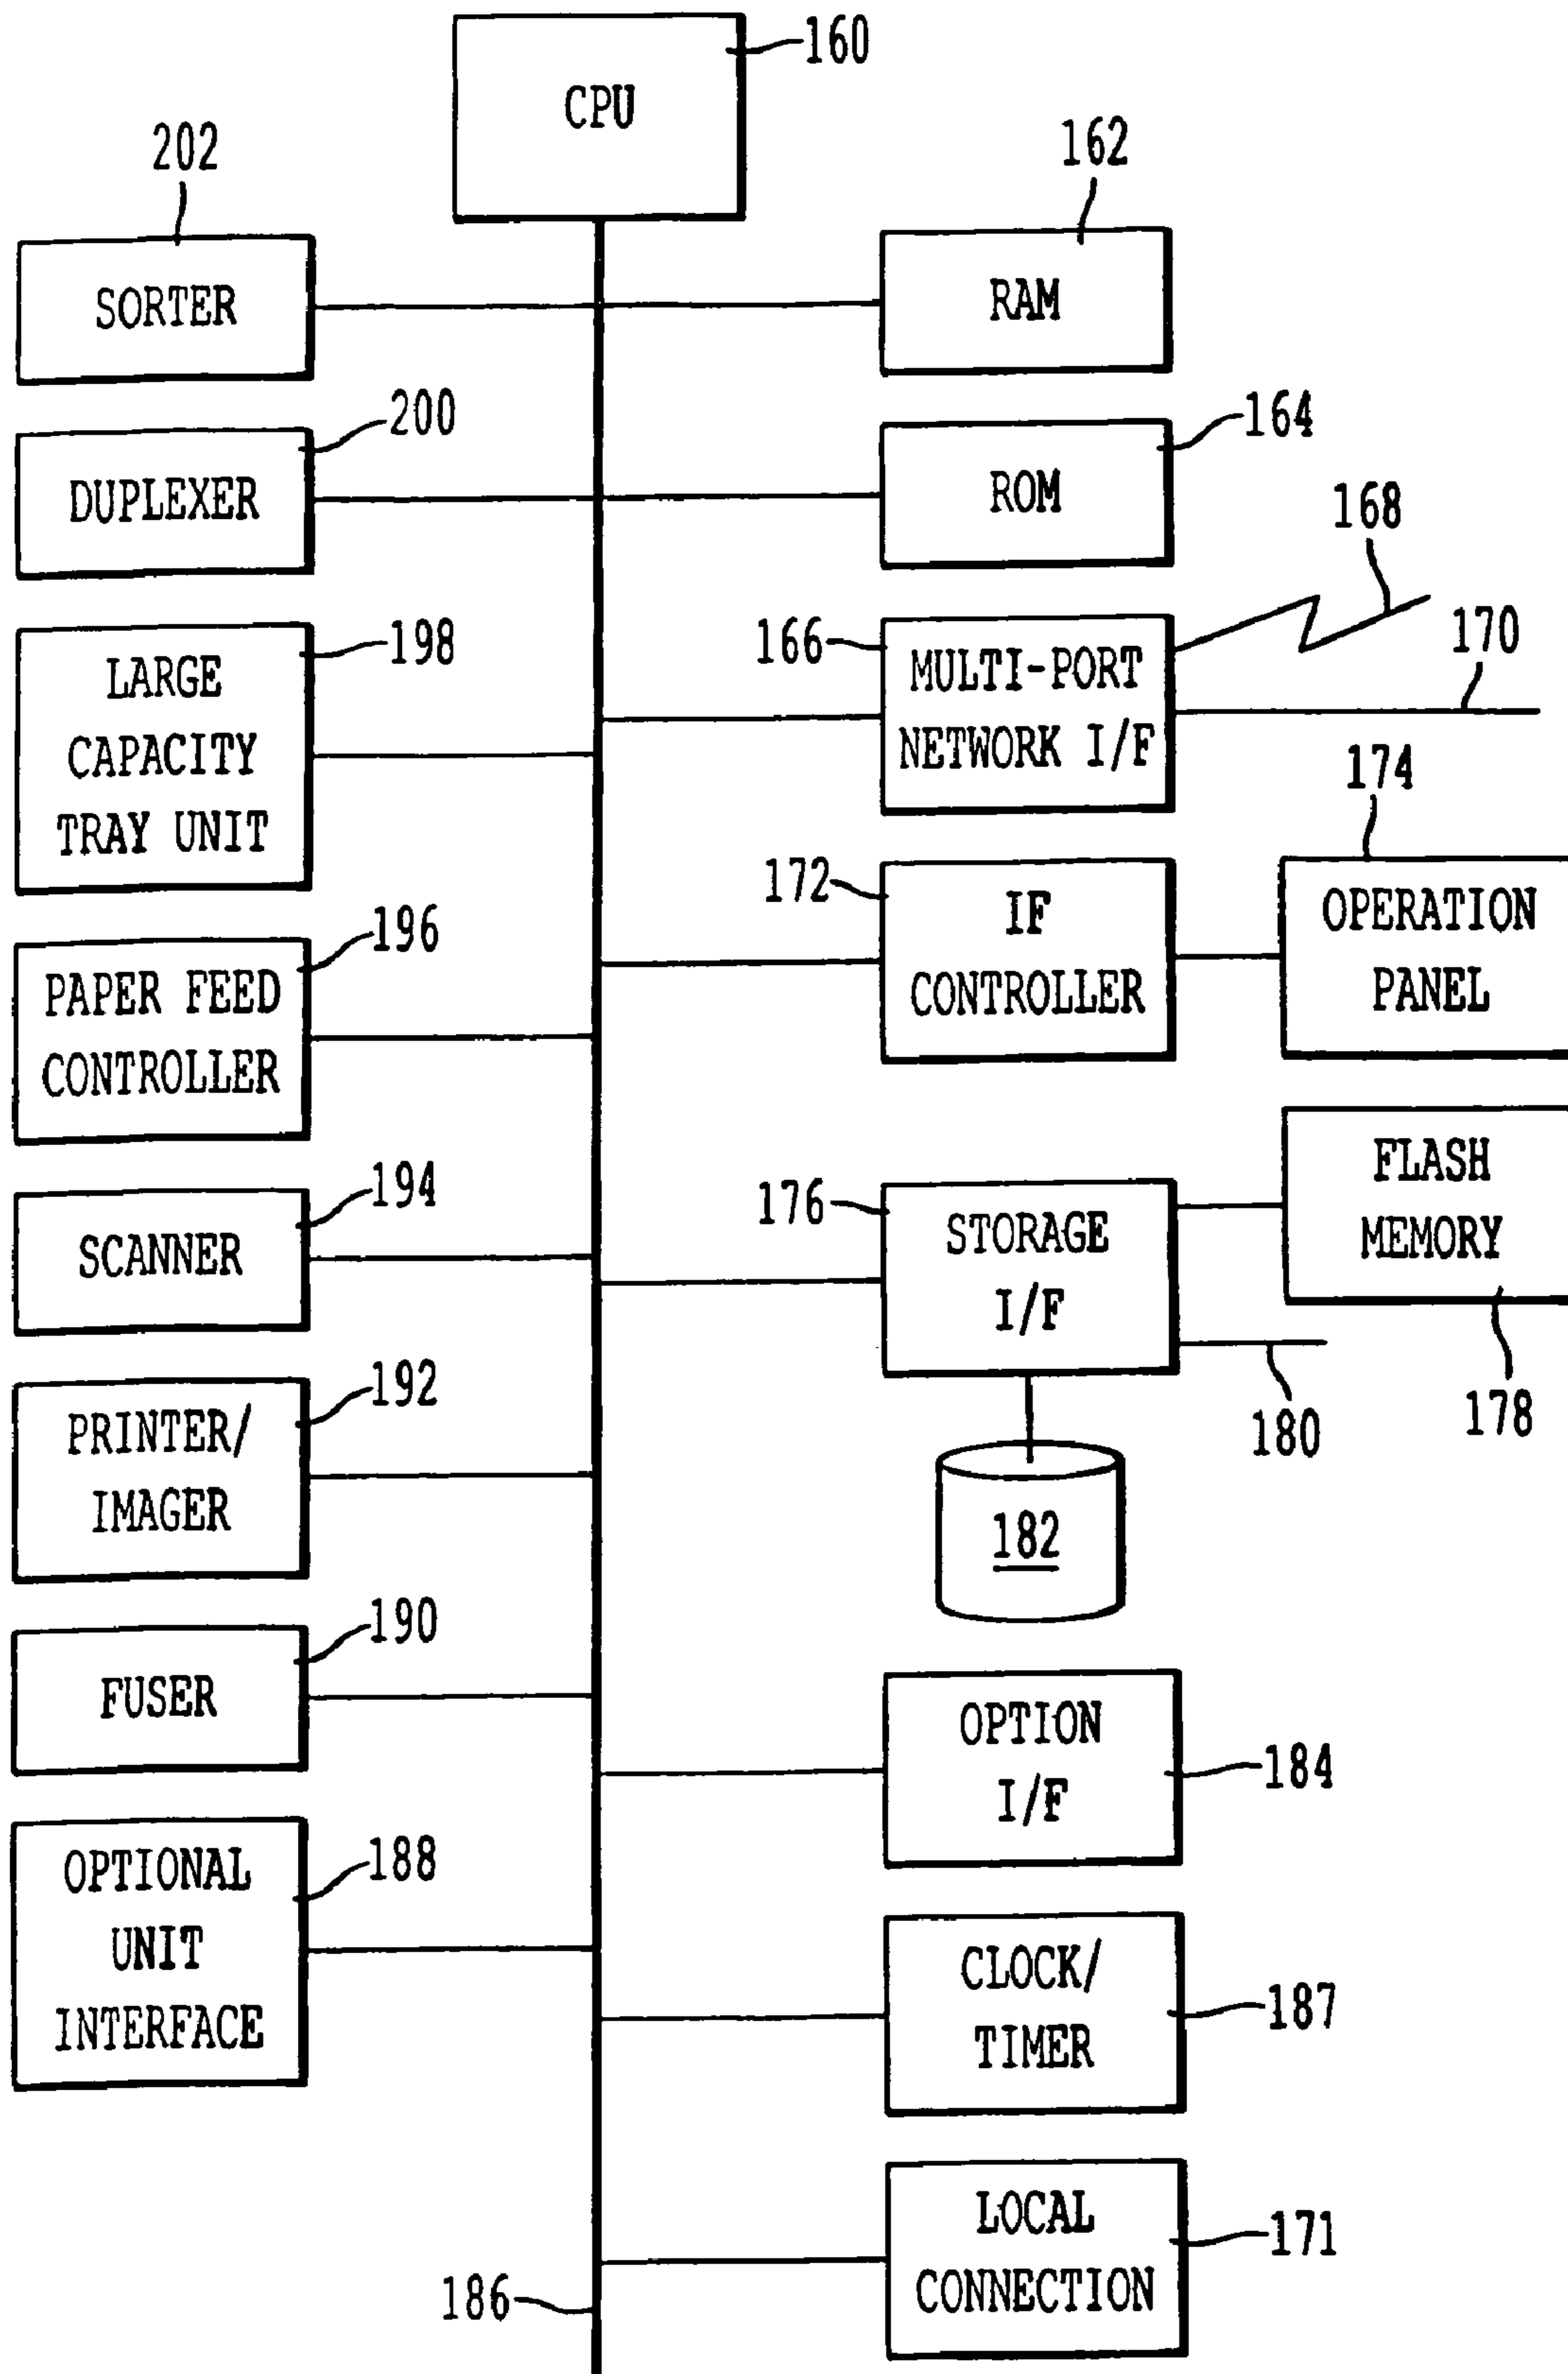 160
CPU
202
162
SORTER
RAM
200
164
DUPLEXER
ROM
168
198
166
170
LARGE
CAPACITY
TRAY UNIT
MULTI-PORT
NETWORK I/F
174
172
196
IF
CONTROLLER
OPERATION
PANEL
PAPER FEED
CONTROLLER
194
176
FLASH
MEMORY
SCANNER
STORAGE
I/F
192
180
178
PRINTER/
IMAGER
182
190
FUSER
OPTION
I/F
184
188
OPTIONAL
UNIT
INTERFACE
CLOCK/
TIMER
187
LOCAL
CONNECTION
171
186